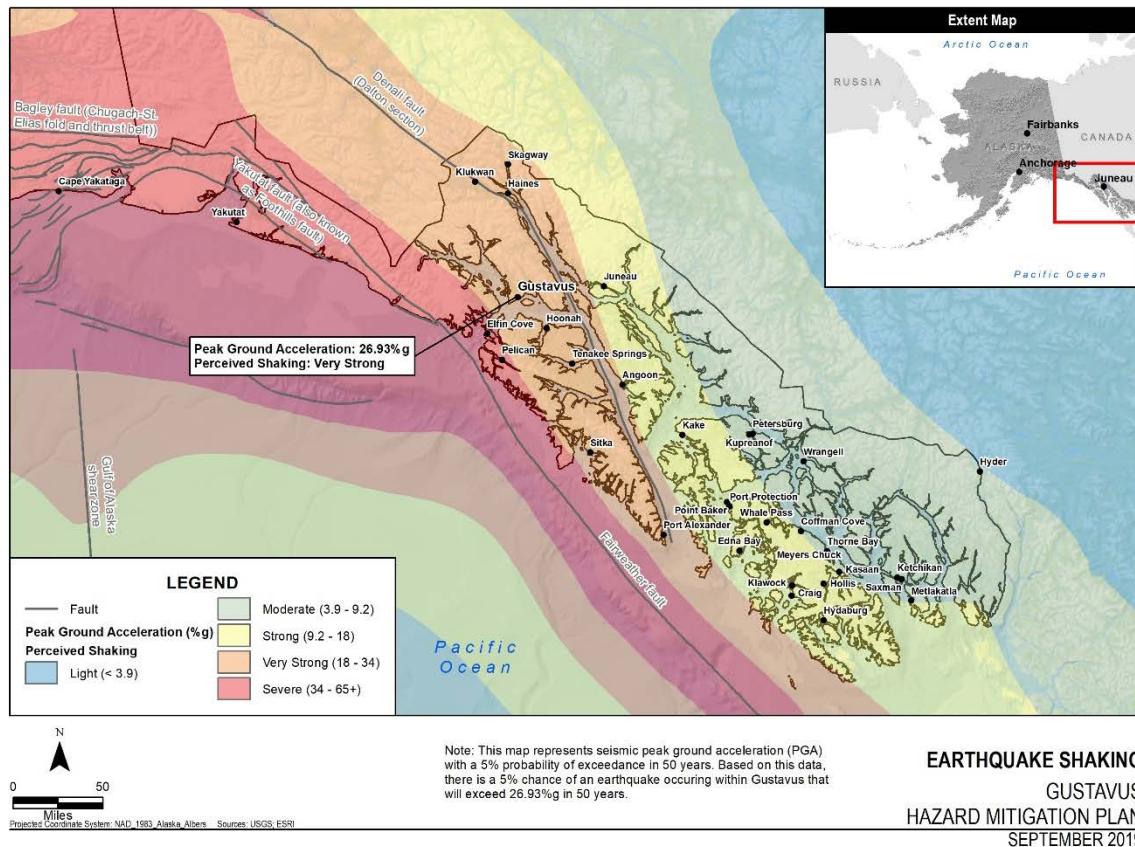 Extent Map
Arctic Ocean
RUSSIA
Fairbanks
ALASKA
CANADA
Anchorage
Juneau
Pacific Ocean
Denali fault
(Dalton section)
Bagley fault (Chugach-St.
Elias fold and thrust belt))
Yakutat fault (also known
as Foothills fault)
Cape Yakataga
Yakutat
Skagway
Klukwan
Haines
Juneau
Gustavus
Elfin Cove
Hoonah
Peak Ground Acceleration: 26.93%g
Perceived Shaking: Very Strong
Pelican
Tenakee Springs
Angoon
Sitka
Kake
Petersburg
Kupreanof
Wrangell
Hyder
Gulf of Alaska
shear zone
Port Protection
Point Baker
Whale Pass
Coffman Cove
Port Alexander
Edna Bay
Thorne Bay
Meyers Chuck
Kasaan
Ketchikan
Klawock
Hollis
Saxman
Craig
Metlakatla
Hydaburg
Fairweather fault
Pacific
Ocean
LEGEND
Fault
Peak Ground Acceleration (%g)
Perceived Shaking
Light (< 3.9)
Moderate (3.9 - 9.2)
Strong (9.2 - 18)
Very Strong (18 - 34)
Severe (34 - 65+)
N
0 50
Miles
Projected Coordinate System: NAD_1983_Alaska_Albers Sources: USGS; ESRI
Note: This map represents seismic peak ground acceleration (PGA)
with a 5% probability of exceedance in 50 years. Based on this data,
there is a 5% chance of an earthquake occuring within Gustavus that
will exceed 26.93%g in 50 years.
EARTHQUAKE SHAKING
GUSTAVUS
HAZARD MITIGATION PLAN
SEPTEMBER 2019